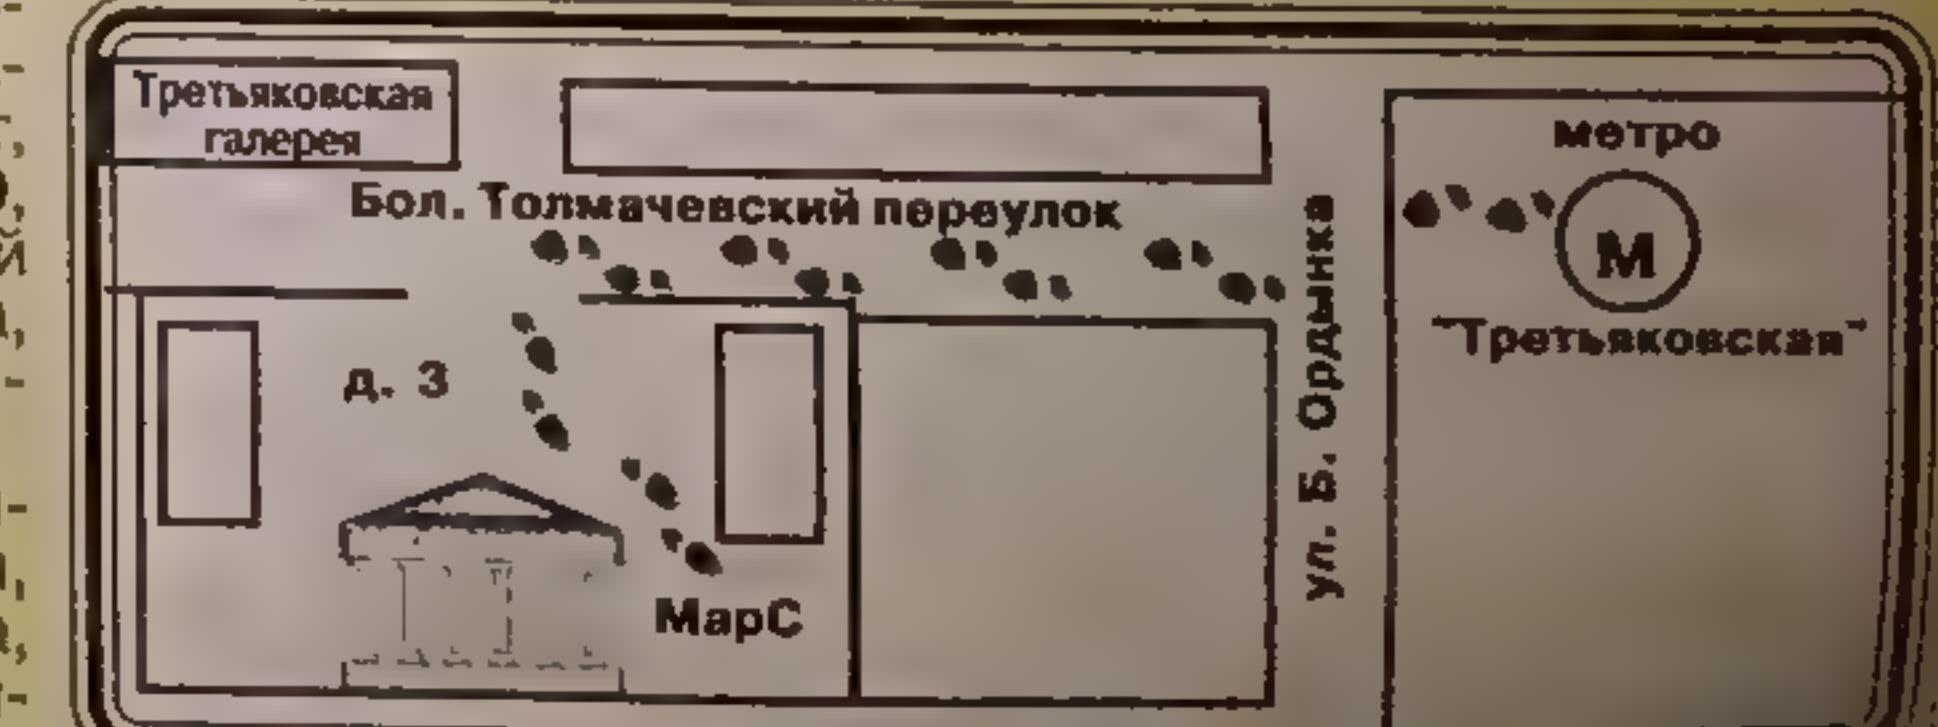 Третьяковская
галерея
Бол. Толмачевский переулок
д. 3
МарС
ул. Б. Ордынка
метро
М
"Третьяковская"